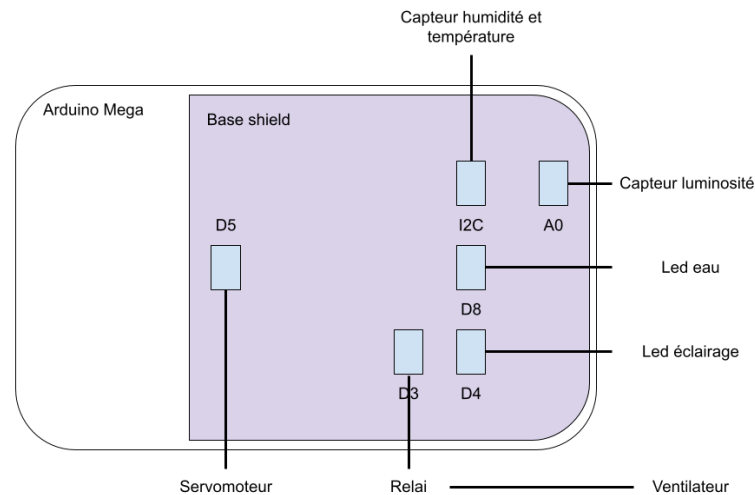 Capteur humidité et
température
Arduino Mega
Base shield
Capteur luminosité
D5
I2C
A0
Led eau
D8
Led éclairage
D3
D4
Servomoteur
Relai
Ventilateur